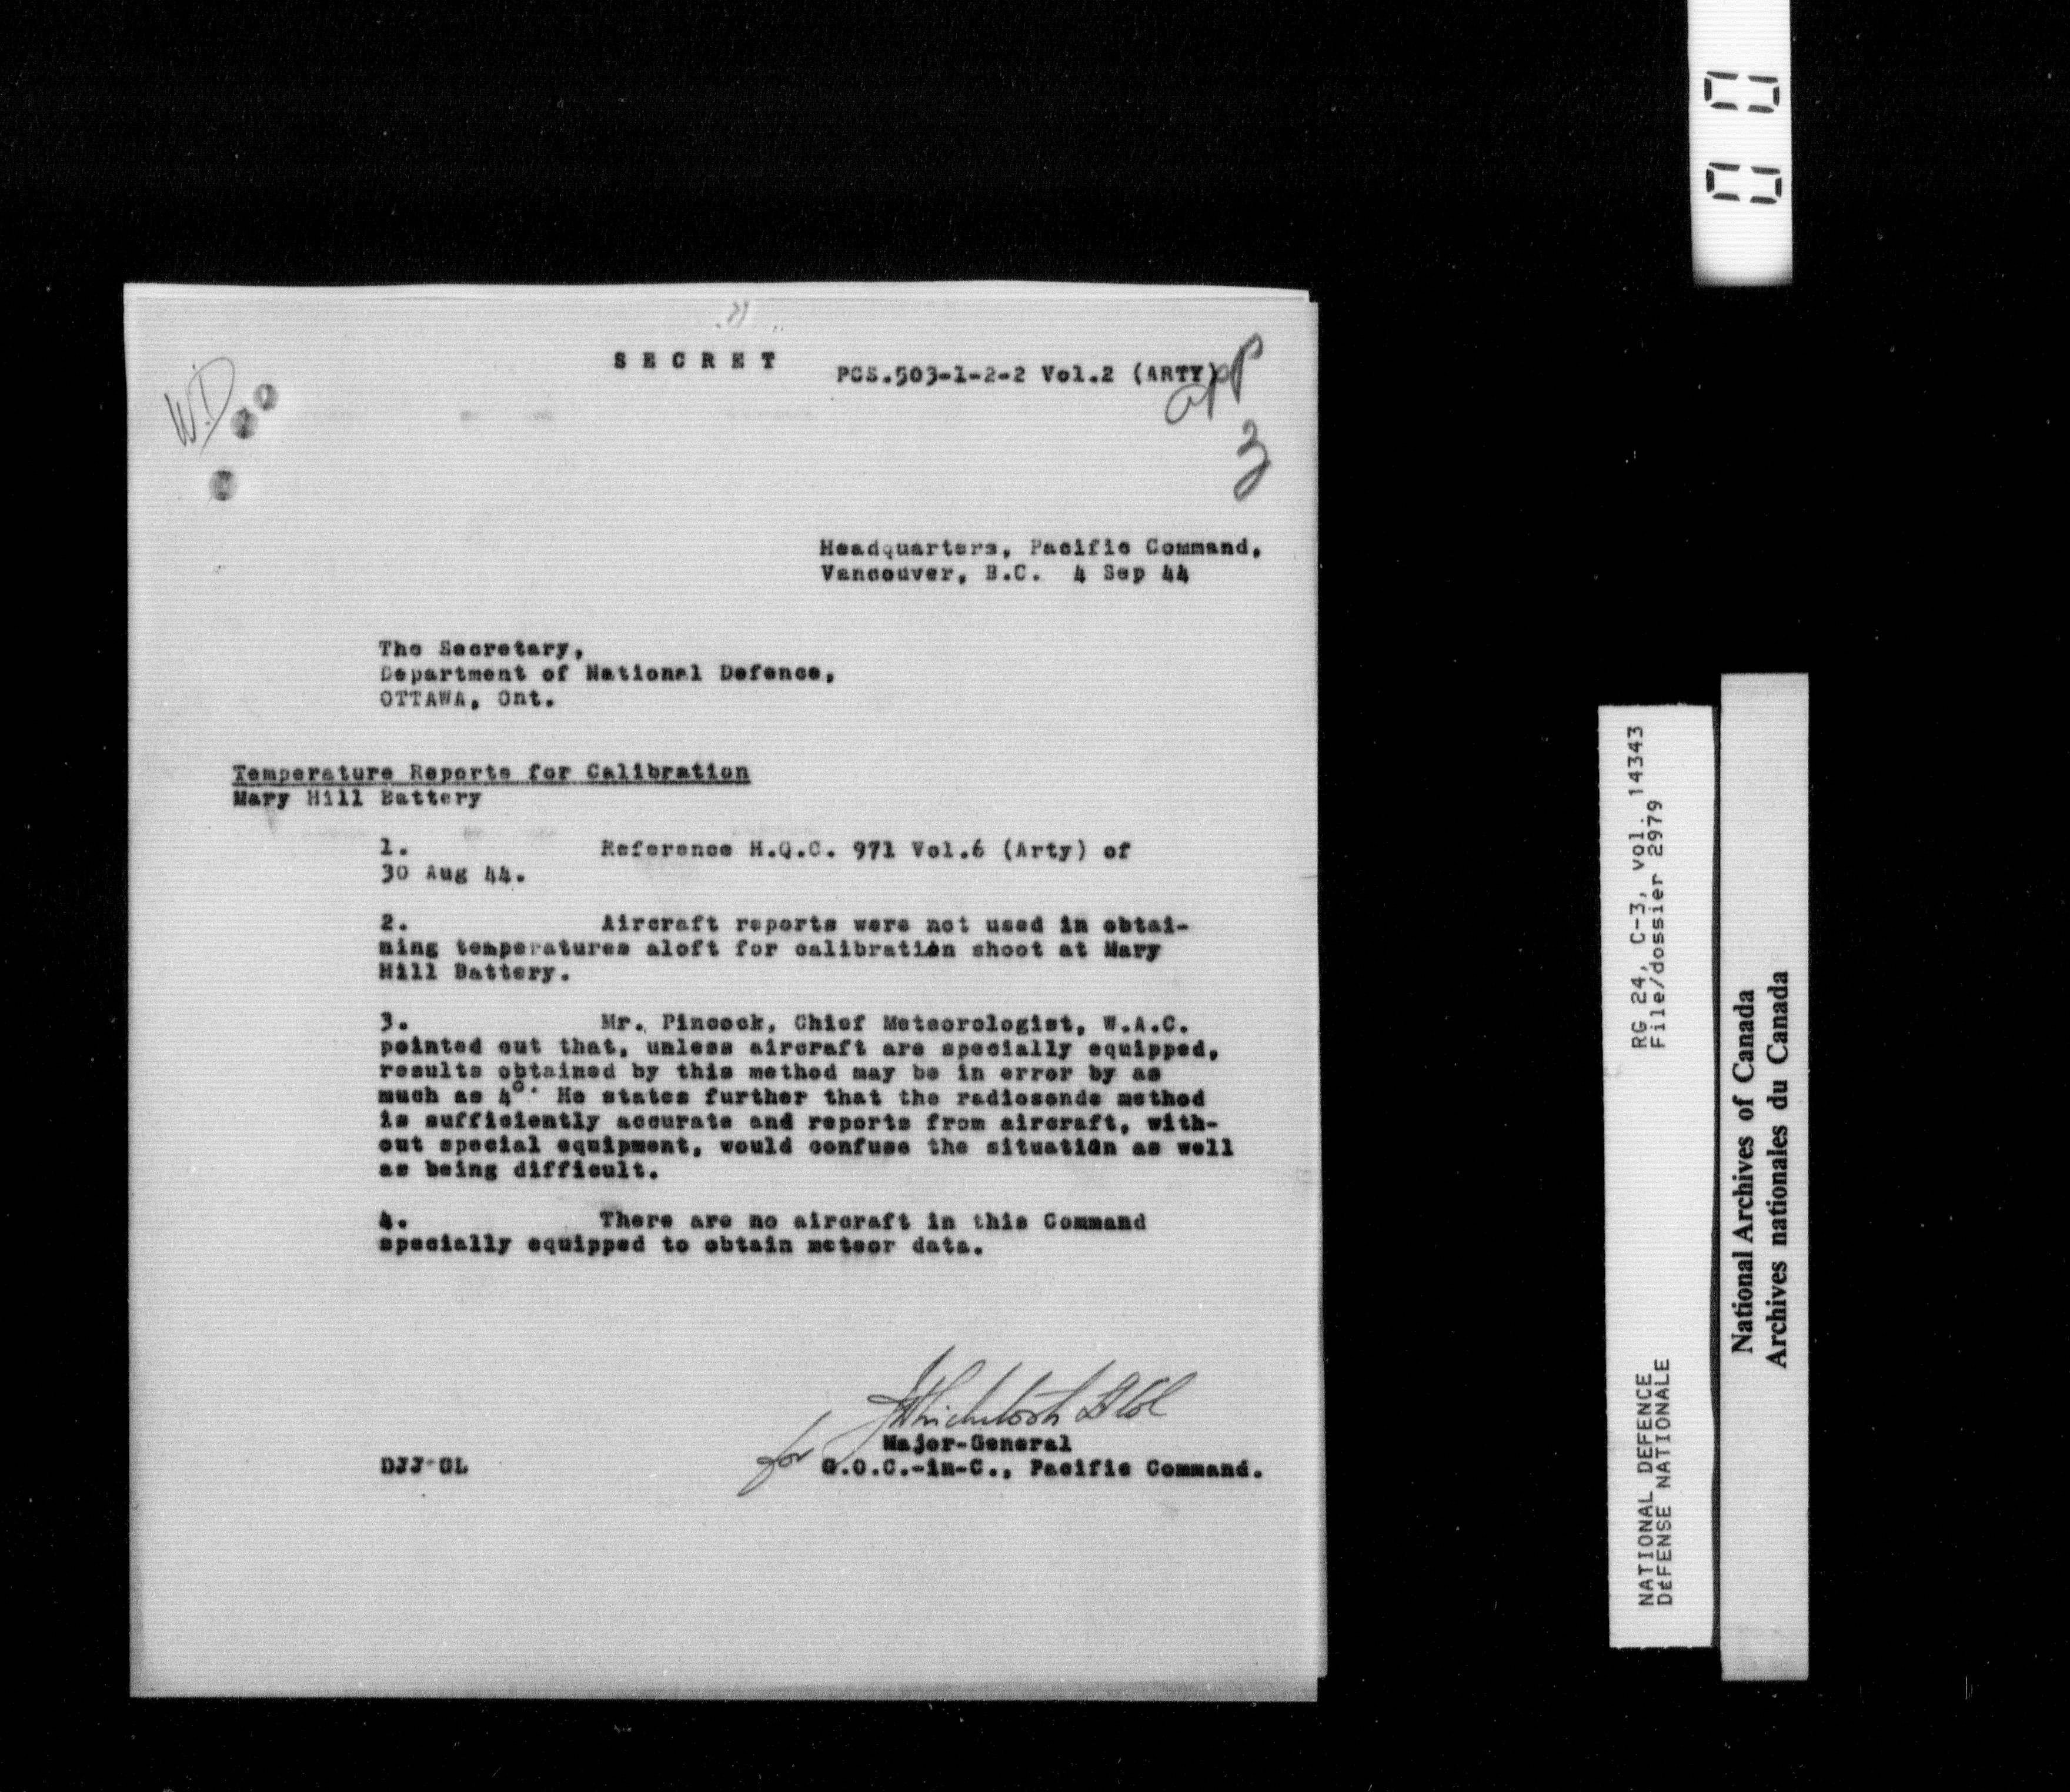 SECRET
PCS.503-1-2-2 Vol.2 (ARTY)
W.D
app
3
Headquarters, Pacific Command,
Vancouver, B.C. 4 Sep 44
The Secretary,
Department of National Defence,
OTTAWA, Ont.
Temperature Reports for Calibration
Mary Hill Battery
1. Reference H.Q.C. 971 Vol.6 (Arty) of
30 Aug 44.
2. Aircraft reports were not used in obtai-
ning temperatures aloft for calibration shoot at Mary
Hill Battery.
3. Mr. Pincock, Chief Meteorologist, W.A.C.
pointed out that, unless aircraft are specially equipped,
results obtained by this method may be in error by as
much as 4°. He states further that the radiosonde method
is sufficiently accurate and reports from aircraft, with-
out special equipment, would confuse the situation as well
as being difficult.
4. There are no aircraft in this Command
specially equipped to obtain meteor data.
for
Major-General
DJJ*GL G.O.C.-in-C., Pacific Command.
RG 24, C-3, vol. 14343
File/dossier 2979
NATIONAL DEFENCE
DÉFENSE NATIONALE
National Archives of Canada
Archives nationales du Canada